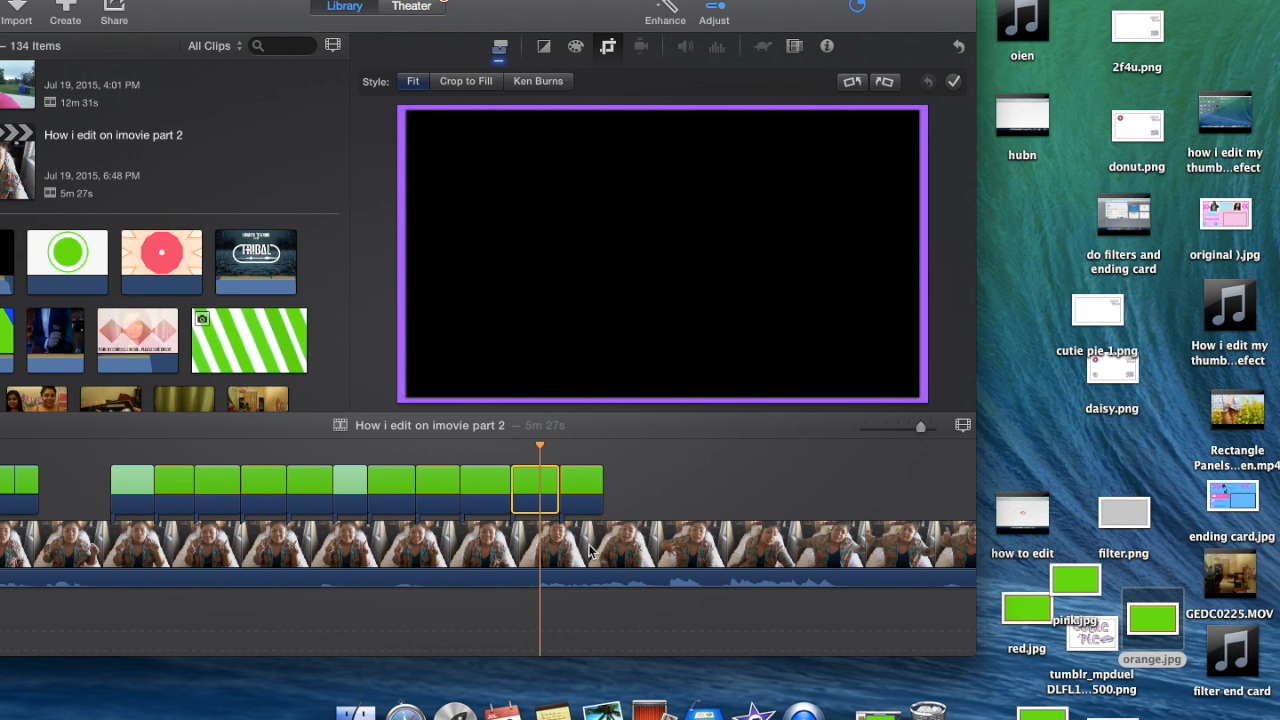 Import
Create
Share
Library
Theater
Enhance
Adjust
– 134 Items
All Clips
Jul 19, 2015, 4:01 PM
12m 31s
How i edit on imovie part 2
Jul 19, 2015, 6:48 PM
5m 27s
TRIBAL
Style:
Fit
Crop to Fill
Ken Burns
How i edit on imovie part 2 — 5m 27s
oien
2f4u.png
hubn
donut.png
how i edit my
thumb...efect
do filters and
ending card
original ).jpg
cutie pie-1.png
How i edit my
thumb...efect
daisy.png
Rectangle
Panels...en.mp4
ending card.jpg
how to edit
filter.png
GEDC0225.MOV
pink.jpg
red.jpg
orange.jpg
tumblr_mpduel
DLFL1...500.png
filter end card